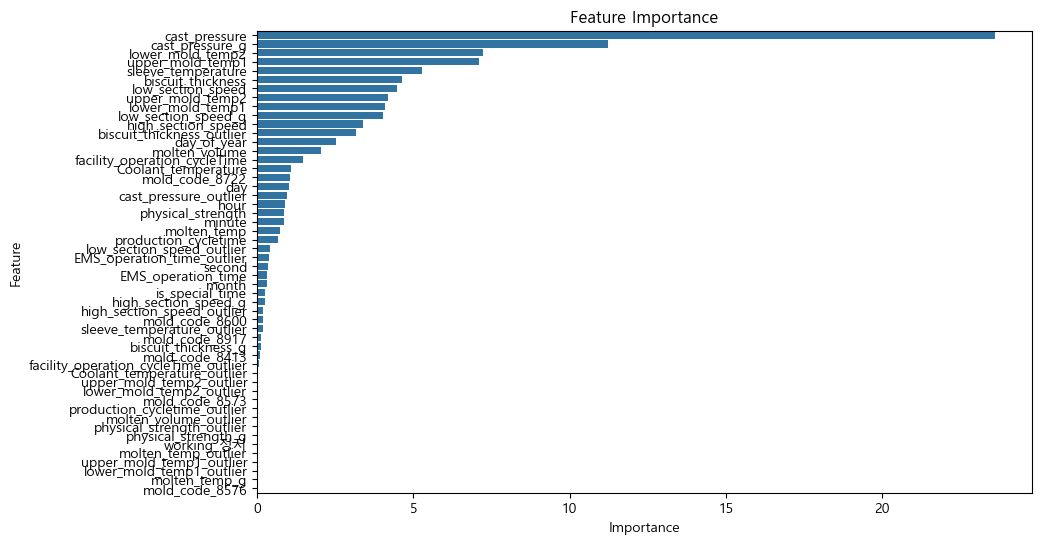 Feature Importance
cast_pressure
cast_pressure_g
lower_mold_temp2
upper_mold_temp1
sleeve_temperature
biscuit_thickness
low_section_speed
upper_mold_temp2
lower_mold_temp1
low_section_speed_g
high_section_speed
biscuit_thickness_outlier
day_of_year
molten_volume
facility_operation_cycleTime
Coolant_temperature
mold_code_8722
day
cast_pressure_outlier
hour
physical_strength
minute
molten_temp
production_cycletime
low_section_speed_outlier
EMS_operation_time_outlier
second
EMS_operation_time
month
is_special_time
high_section_speed_g
high_section_speed_outlier
mold_code_8600
sleeve_temperature_outlier
mold_code_8917
biscuit_thickness_g
mold_code_8413
facility_operation_cycleTime_outlier
Coolant_temperature_outlier
upper_mold_temp2_outlier
lower_mold_temp2_outlier
mold_code_8573
production_cycletime_outlier
molten_volume_outlier
physical_strength_outlier
physical_strength_g
working_정지
molten_temp_outlier
upper_mold_temp1_outlier
lower_mold_temp1_outlier
molten_temp_g
mold_code_8576
Feature
0 5 10 15 20
Importance